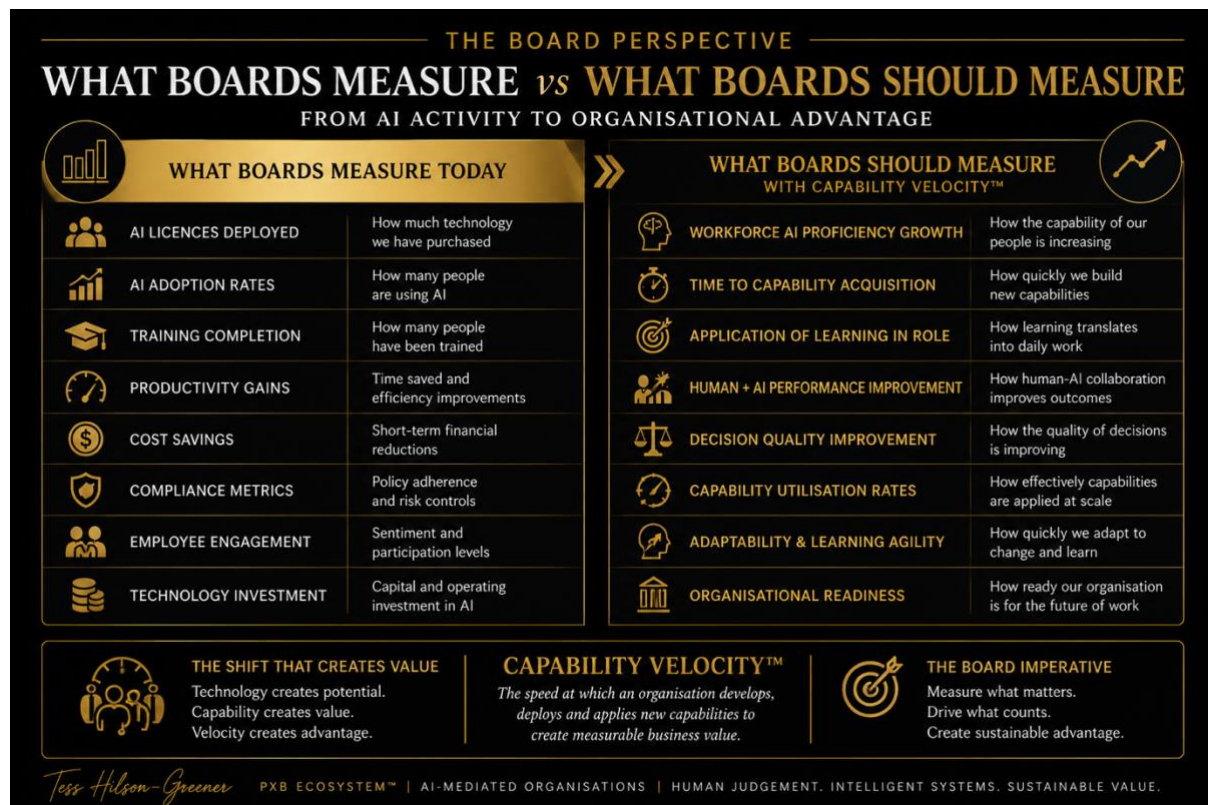 THE BOARD PERSPECTIVE
WHAT BOARDS MEASURE vs WHAT BOARDS SHOULD MEASURE
FROM AI ACTIVITY TO ORGANISATIONAL ADVANTAGE
WHAT BOARDS MEASURE TODAY
AI LICENCES DEPLOYED
How much technology
we have purchased
AI ADOPTION RATES
How many people
are using AI
TRAINING COMPLETION
How many people
have been trained
PRODUCTIVITY GAINS
Time saved and
efficiency improvements
COST SAVINGS
Short-term financial
reductions
COMPLIANCE METRICS
Policy adherence
and risk controls
EMPLOYEE ENGAGEMENT
Sentiment and
participation levels
TECHNOLOGY INVESTMENT
Capital and operating
investment in AI
WHAT BOARDS SHOULD MEASURE
WITH CAPABILITY VELOCITY™
WORKFORCE AI PROFICIENCY GROWTH
How the capability of our
people is increasing
TIME TO CAPABILITY ACQUISITION
How quickly we build
new capabilities
APPLICATION OF LEARNING IN ROLE
How learning translates
into daily work
HUMAN + AI PERFORMANCE IMPROVEMENT
How human-AI collaboration
improves outcomes
DECISION QUALITY IMPROVEMENT
How the quality of decisions
is improving
CAPABILITY UTILISATION RATES
How effectively capabilities
are applied at scale
ADAPTABILITY & LEARNING AGILITY
How quickly we adapt to
change and learn
ORGANISATIONAL READINESS
How ready our organisation
is for the future of work
THE SHIFT THAT CREATES VALUE
Technology creates potential.
Capability creates value.
Velocity creates advantage.
CAPABILITY VELOCITY™
The speed at which an organisation develops,
deploys and applies new capabilities to
create measurable business value.
THE BOARD IMPERATIVE
Measure what matters.
Drive what counts.
Create sustainable advantage.
Tess Hilson-Greener PXB ECOSYSTEM™ | AI-MEDIATED ORGANISATIONS | HUMAN JUDGEMENT. INTELLIGENT SYSTEMS. SUSTAINABLE VALUE.